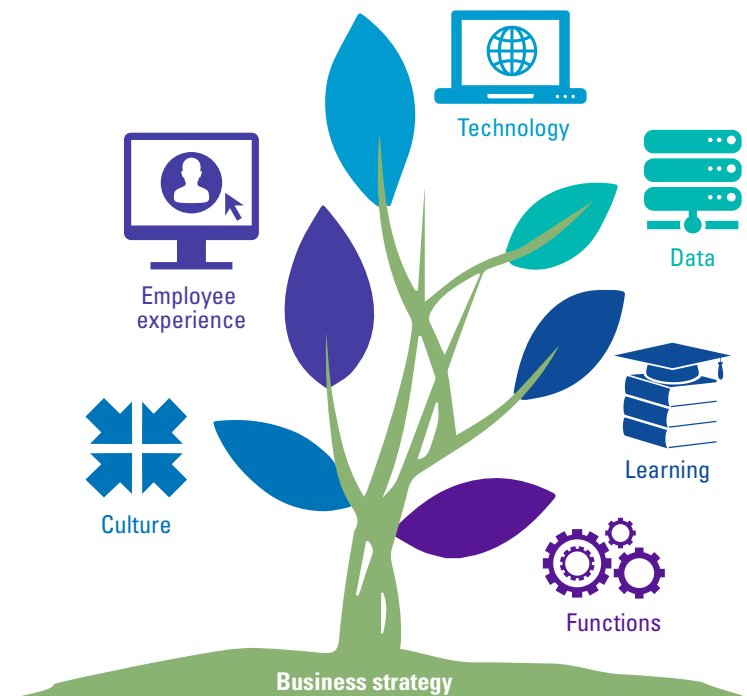 Technology
Data
Employee
experience
Learning
Culture
Functions
Business strategy